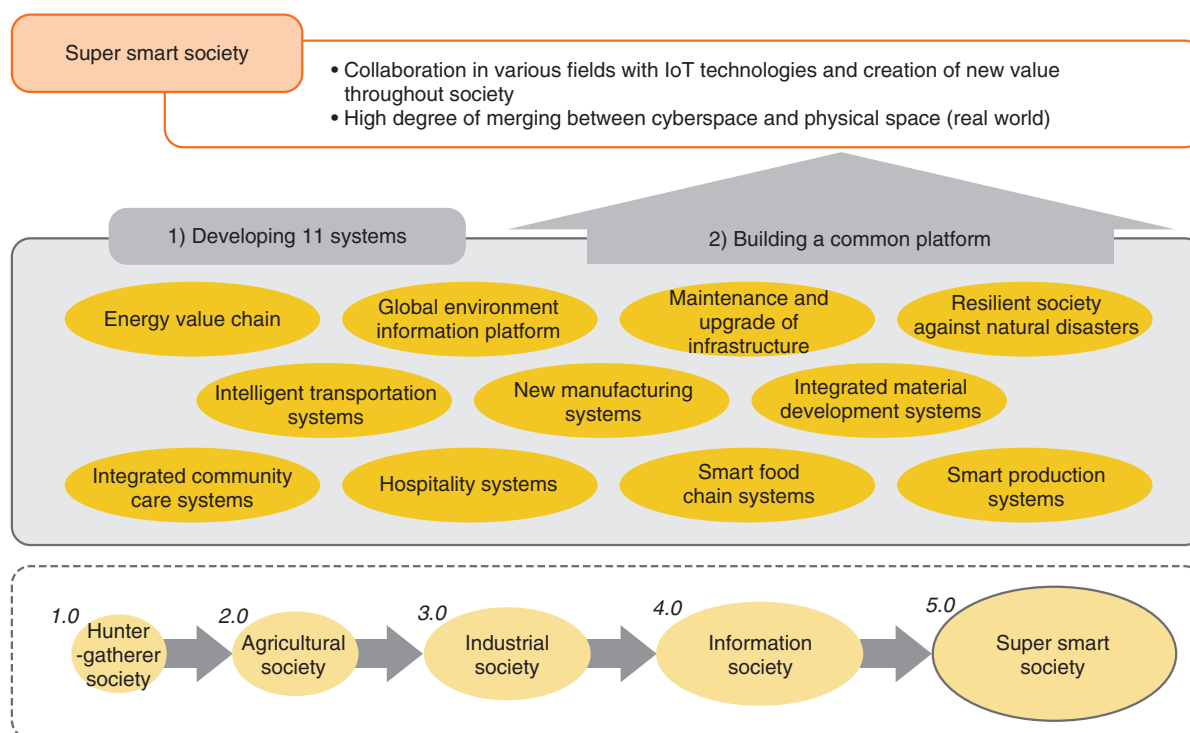 Super smart society
• Collaboration in various fields with IoT technologies and creation of new value
throughout society
• High degree of merging between cyberspace and physical space (real world)
1) Developing 11 systems
2) Building a common platform
Energy value chain
Global environment
information platform
Maintenance and
upgrade of
infrastructure
Resilient society
against natural disasters
Intelligent transportation
systems
New manufacturing
systems
Integrated material
development systems
Integrated community
care systems
Hospitality systems
Smart food
chain systems
Smart production
systems
1.0
Hunter
-gatherer
society
2.0
Agricultural
society
3.0
Industrial
society
4.0
Information
society
5.0
Super smart
society